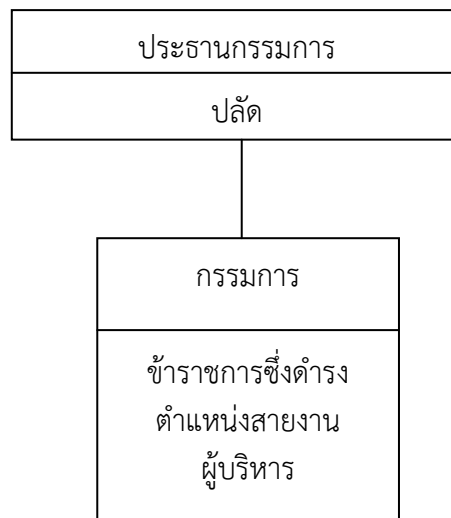 ประธานกรรมการ
ปลัด
กรรมการ
ข้าราชการซึ่งดำรง
ตำแหน่งสายงาน
ผู้บริหาร